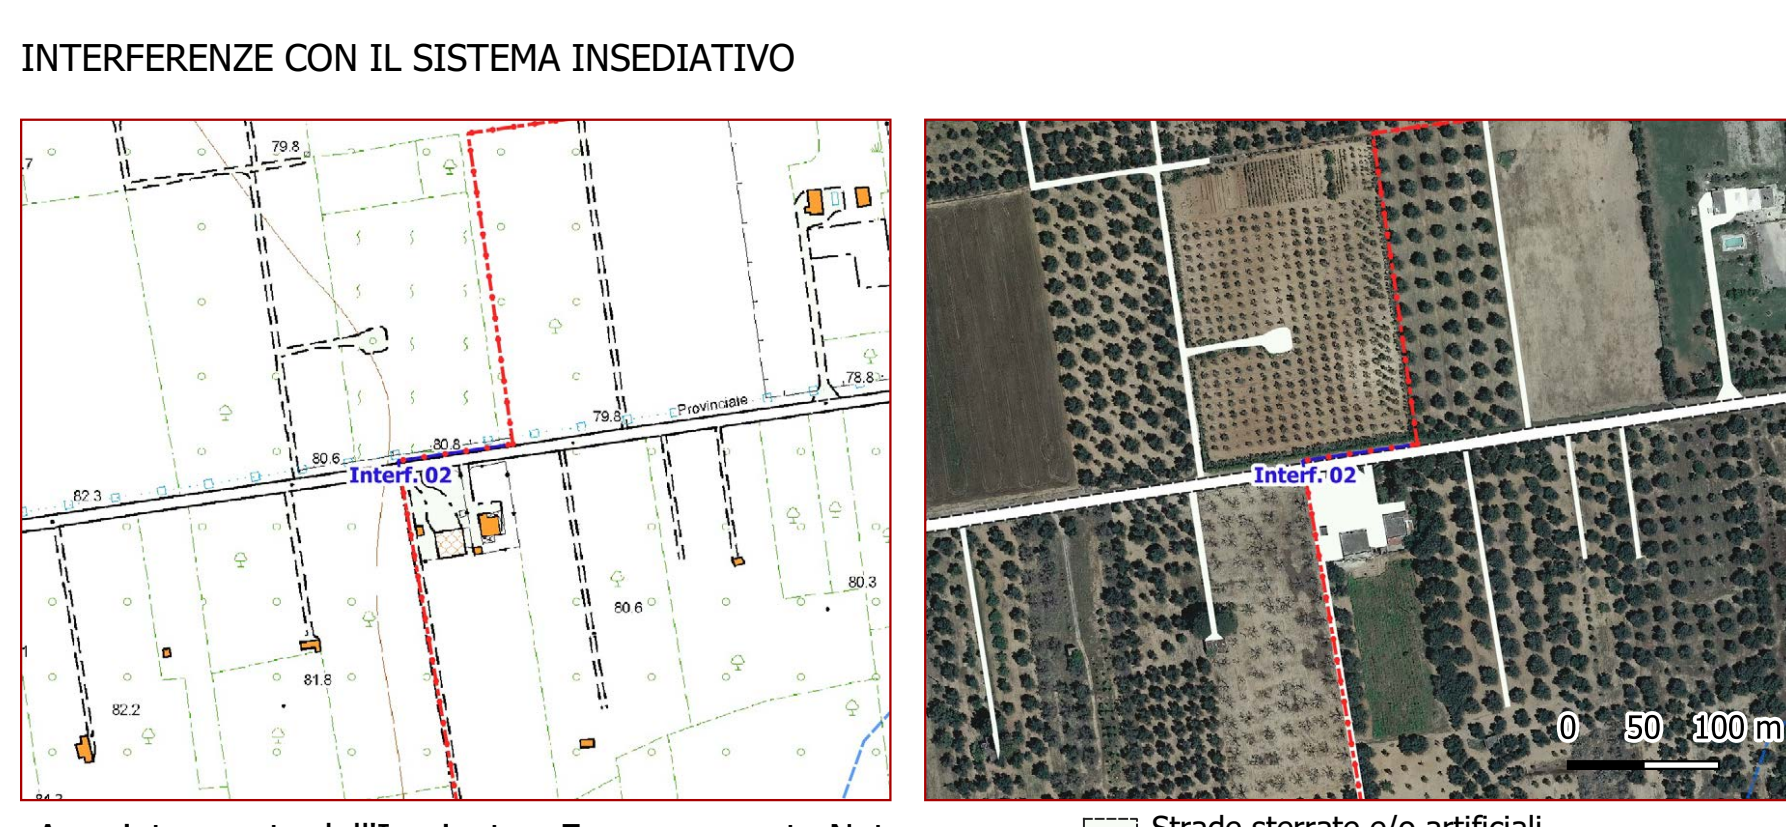 INTERFERENZE CON IL SISTEMA INSEDIATIVO
79.8
7
78.8
Provinciale
79.8
80.8
80.6
Interf. 02
82.3
80.3
80.6
1
81.8
82.2
Interf. 02
0 50 100 m
Strade sterrate e/o artificiali